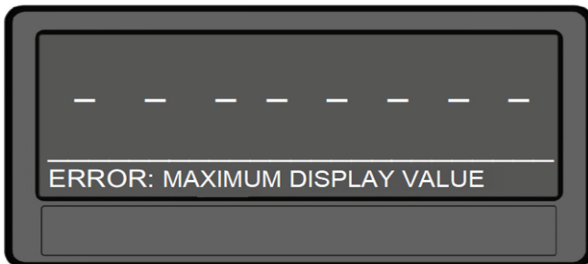 - - - - - - - -
ERROR: MAXIMUM DISPLAY VALUE